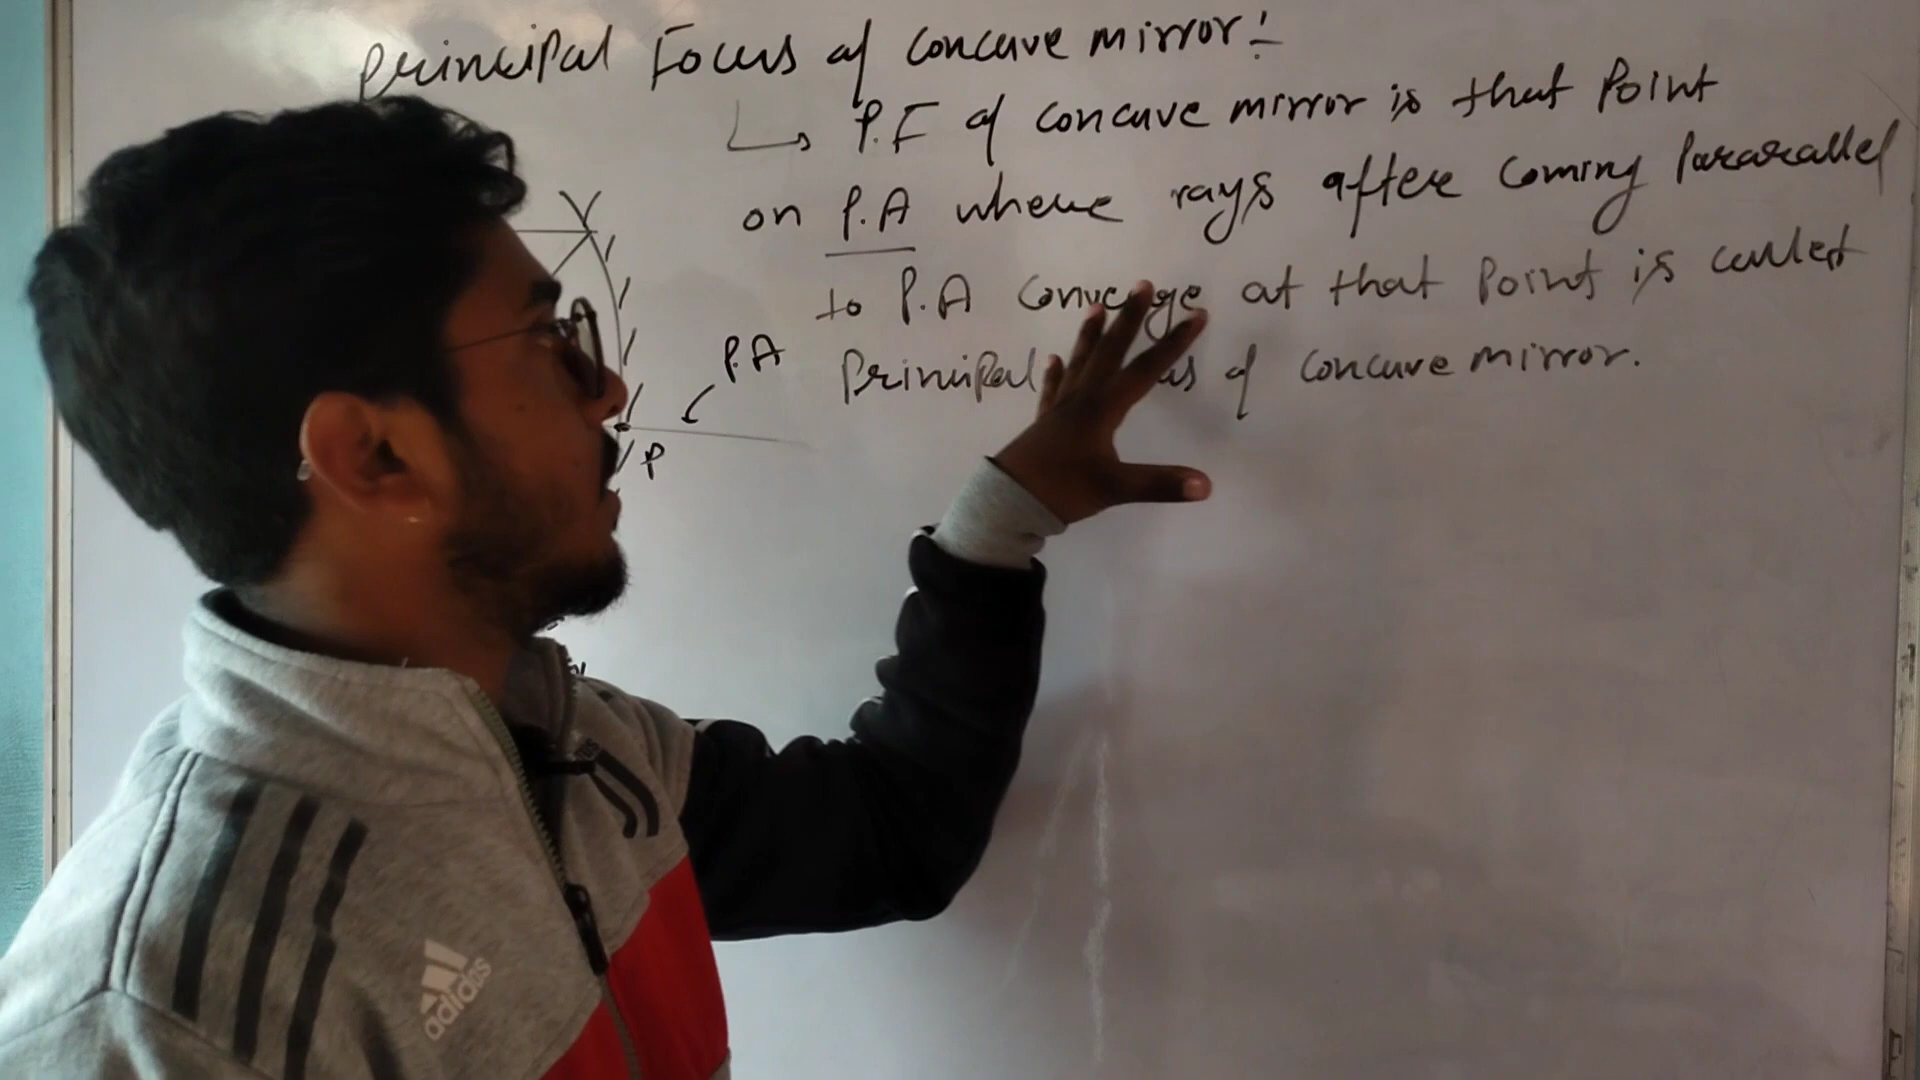 Principal Focus of concave mirror:-
↳ P.F of concave mirror is that Point
on P.A where rays after coming Pararallel
to P.A Converge at that Point is called
Principal of concave mirror.
P.A
P
adidas